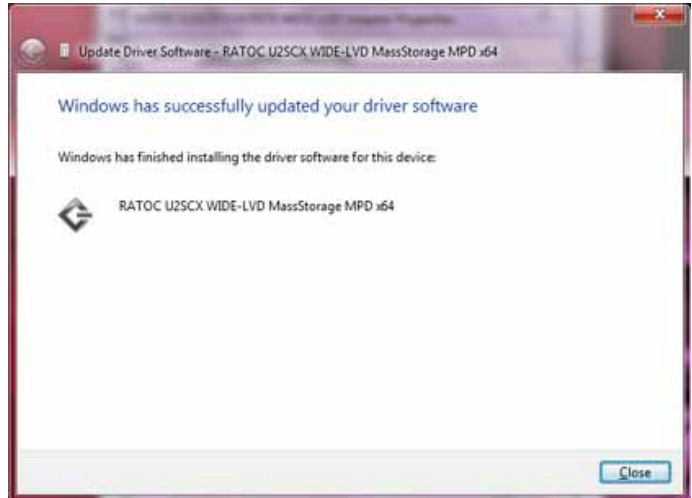 Update Driver Software - RATOC U2SCX WIDE-LVD MassStorage MPD x64
Windows has successfully updated your driver software
Windows has finished installing the driver software for this device:
RATOC U2SCX WIDE-LVD MassStorage MPD x64
Close